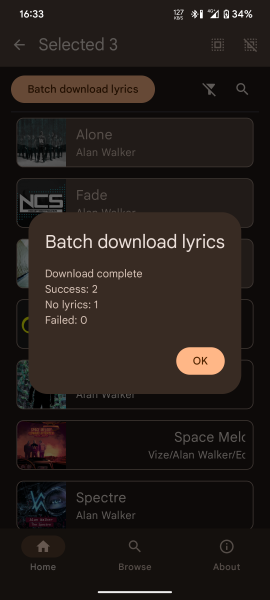 16:33
127
KB/S
4G
34%
Selected 3
Batch download lyrics
Alone
Alan Walker
Fade
NCS
Alan Walker
Batch download lyrics
Download complete
Success: 2
No lyrics: 1
Failed: 0
OK
Alan Walker
Space Melo
Vize/Alan Walker/Ed
Spectre
Alan Walker
Home
Browse
About